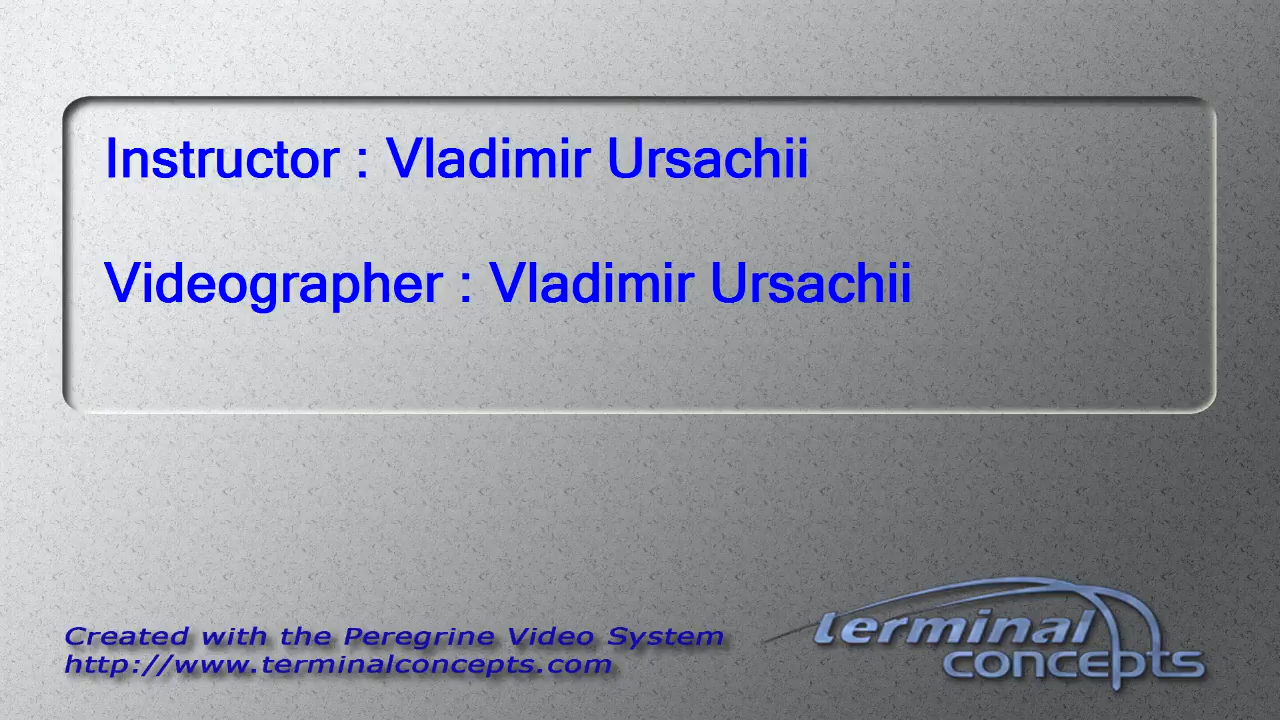 Instructor : Vladimir Ursachii
Videographer : Vladimir Ursachii
Created with the Peregrine Video System
http://www.terminalconcepts.com
terminal
concepts